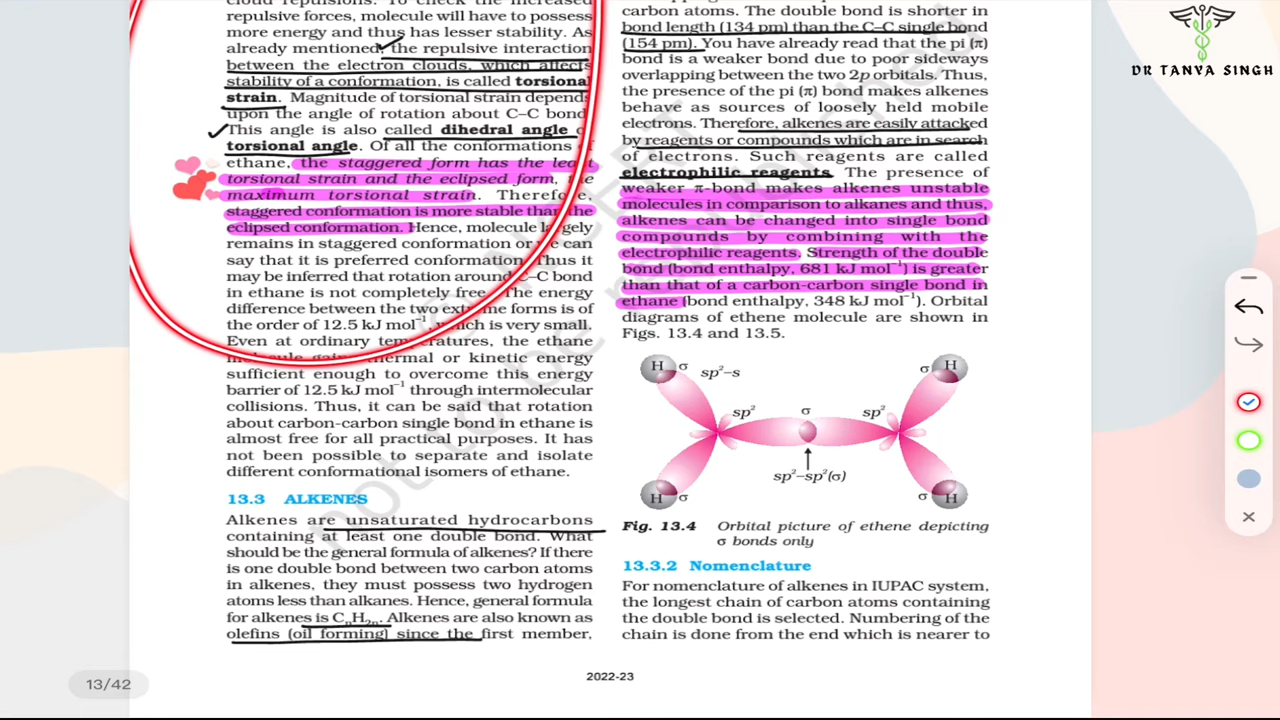 cloud repulsions. To check the increased
repulsive forces, molecule will have to possess
more energy and thus has lesser stability. As
already mentioned, the repulsive interaction
between the electron clouds, which affects
stability of a conformation, is called torsional
strain. Magnitude of torsional strain depends
upon the angle of rotation about C–C bond.
This angle is also called dihedral angle or
torsional angle. Of all the conformations of
ethane, the staggered form has the least
torsional strain and the eclipsed form, the
maximum torsional strain. Therefore,
staggered conformation is more stable than the
eclipsed conformation. Hence, molecule largely
remains in staggered conformation or we can
say that it is preferred conformation. Thus it
may be inferred that rotation around C–C bond
in ethane is not completely free. The energy
difference between the two extreme forms is of
the order of 12.5 kJ mol⁻¹, which is very small.
Even at ordinary temperatures, the ethane
molecule gains thermal or kinetic energy
sufficient enough to overcome this energy
barrier of 12.5 kJ mol⁻¹ through intermolecular
collisions. Thus, it can be said that rotation
about carbon-carbon single bond in ethane is
almost free for all practical purposes. It has
not been possible to separate and isolate
different conformational isomers of ethane.
13.3 ALKENES
Alkenes are unsaturated hydrocarbons
containing at least one double bond. What
should be the general formula of alkenes? If there
is one double bond between two carbon atoms
in alkenes, they must possess two hydrogen
atoms less than alkanes. Hence, general formula
for alkenes is CₙH₂ₙ. Alkenes are also known as
olefins (oil forming) since the first member,
carbon atoms. The double bond is shorter in
bond length (134 pm) than the C–C single bond
(154 pm). You have already read that the pi (π)
bond is a weaker bond due to poor sideways
overlapping between the two 2p orbitals. Thus,
the presence of the pi (π) bond makes alkenes
behave as sources of loosely held mobile
electrons. Therefore, alkenes are easily attacked
by reagents or compounds which are in search
of electrons. Such reagents are called
electrophilic reagents. The presence of
weaker π-bond makes alkenes unstable
molecules in comparison to alkanes and thus,
alkenes can be changed into single bond
compounds by combining with the
electrophilic reagents. Strength of the double
bond (bond enthalpy, 681 kJ mol⁻¹) is greater
than that of a carbon-carbon single bond in
ethane (bond enthalpy, 348 kJ mol⁻¹). Orbital
diagrams of ethene molecule are shown in
Figs. 13.4 and 13.5.
H σ sp²–s σ H
sp² σ sp²
sp²–sp²(σ)
H σ σ H
Fig. 13.4 Orbital picture of ethene depicting
σ bonds only
13.3.2 Nomenclature
For nomenclature of alkenes in IUPAC system,
the longest chain of carbon atoms containing
the double bond is selected. Numbering of the
chain is done from the end which is nearer to
2022-23
13/42
DR TANYA SINGH